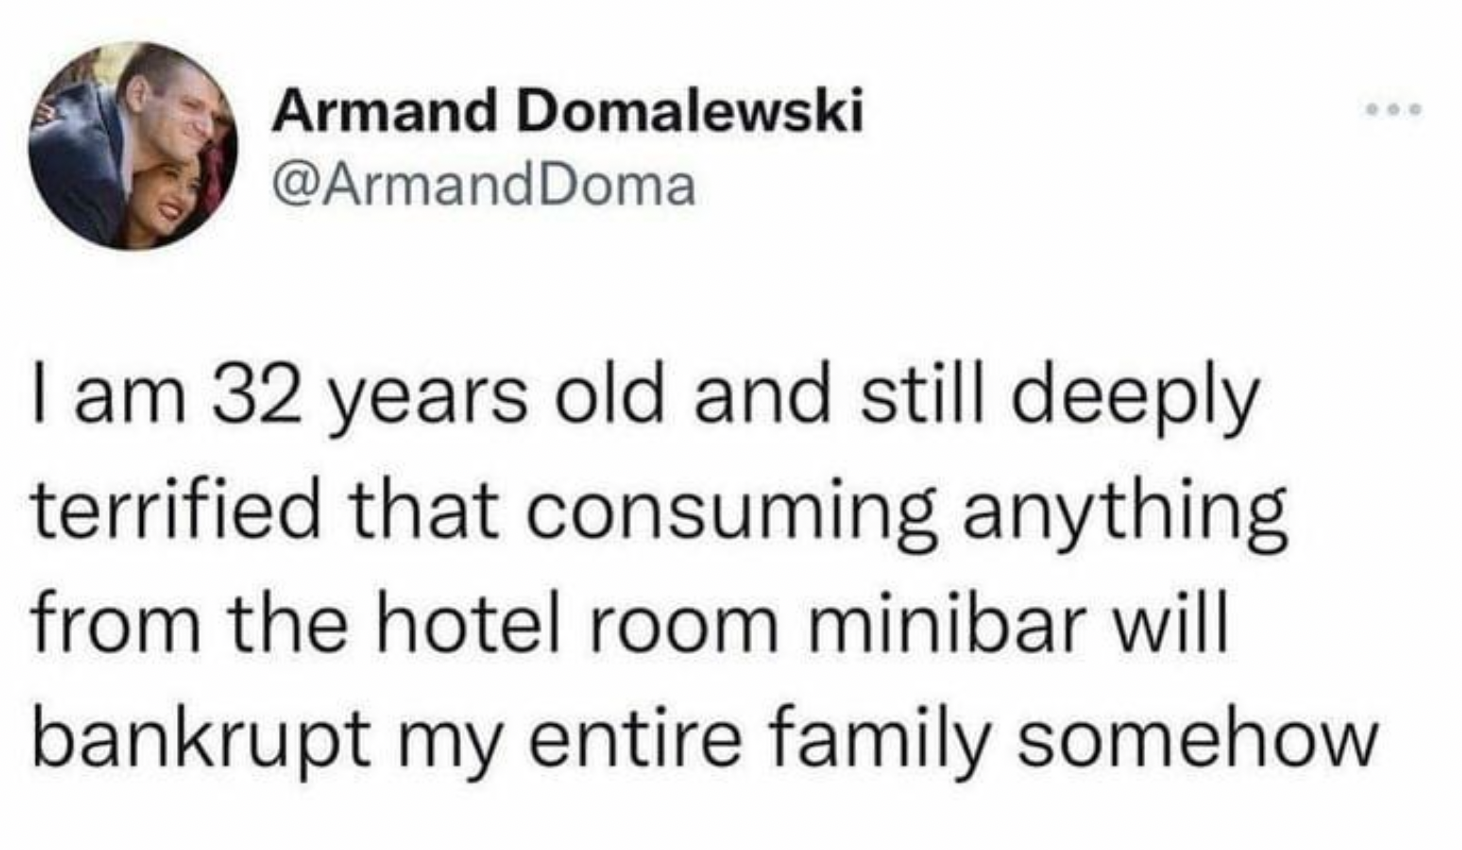 Armand Domalewski
@ArmandDoma
I am 32 years old and still deeply
terrified that consuming anything
from the hotel room minibar will
bankrupt my entire family somehow